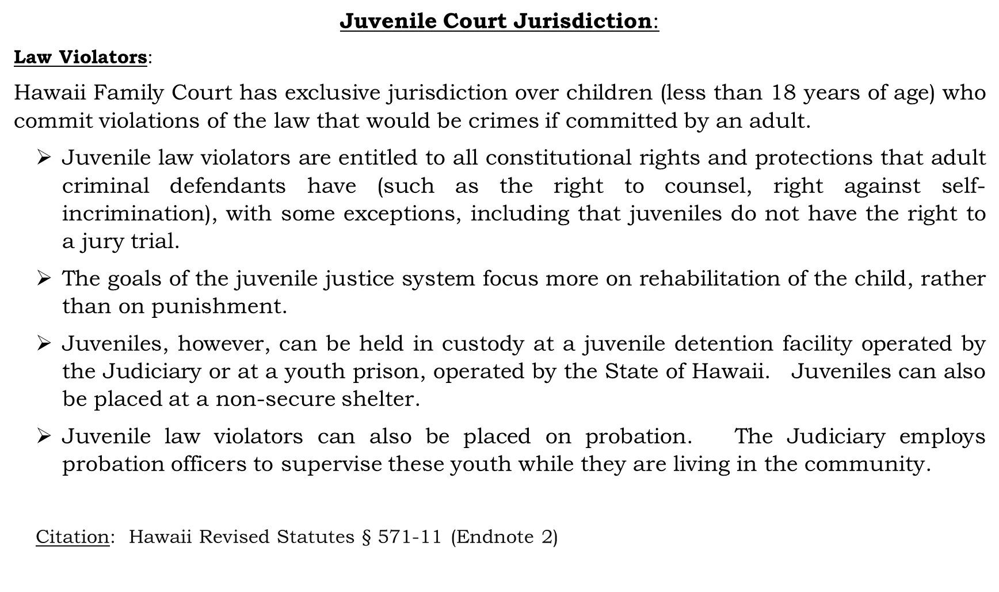 Juvenile Court Jurisdiction:
Law Violators:
Hawaii Family Court has exclusive jurisdiction over children (less than 18 years of age) who
commit violations of the law that would be crimes if committed by an adult.
➢ Juvenile law violators are entitled to all constitutional rights and protections that adult
criminal defendants have (such as the right to counsel, right against self-
incrimination), with some exceptions, including that juveniles do not have the right to
a jury trial.
➢ The goals of the juvenile justice system focus more on rehabilitation of the child, rather
than on punishment.
➢ Juveniles, however, can be held in custody at a juvenile detention facility operated by
the Judiciary or at a youth prison, operated by the State of Hawaii. Juveniles can also
be placed at a non-secure shelter.
➢ Juvenile law violators can also be placed on probation. The Judiciary employs
probation officers to supervise these youth while they are living in the community.
Citation: Hawaii Revised Statutes § 571-11 (Endnote 2)